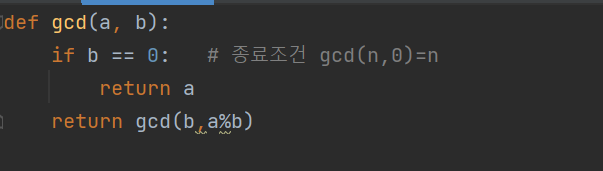 def gcd(a, b):
    if b == 0:   # 종료조건 gcd(n,0)=n
        return a
    return gcd(b,a%b)